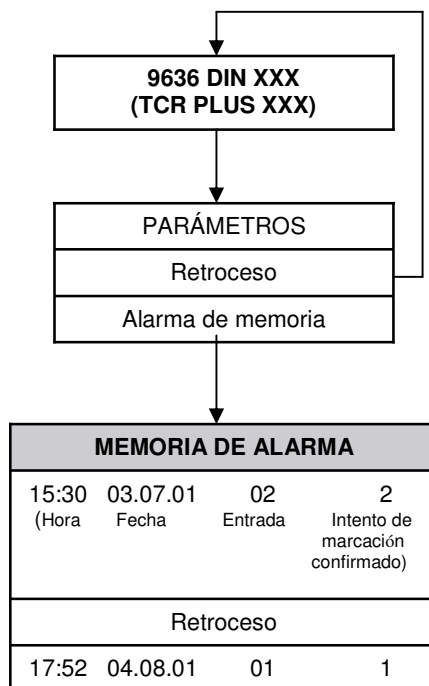 9636 DIN XXX
(TCR PLUS XXX)
PARÁMETROS
Retroceso
Alarma de memoria
MEMORIA DE ALARMA
15:30 03.07.01 02 2
(Hora Fecha Entrada Intento de
marcación
confirmado)
Retroceso
17:52 04.08.01 01 1